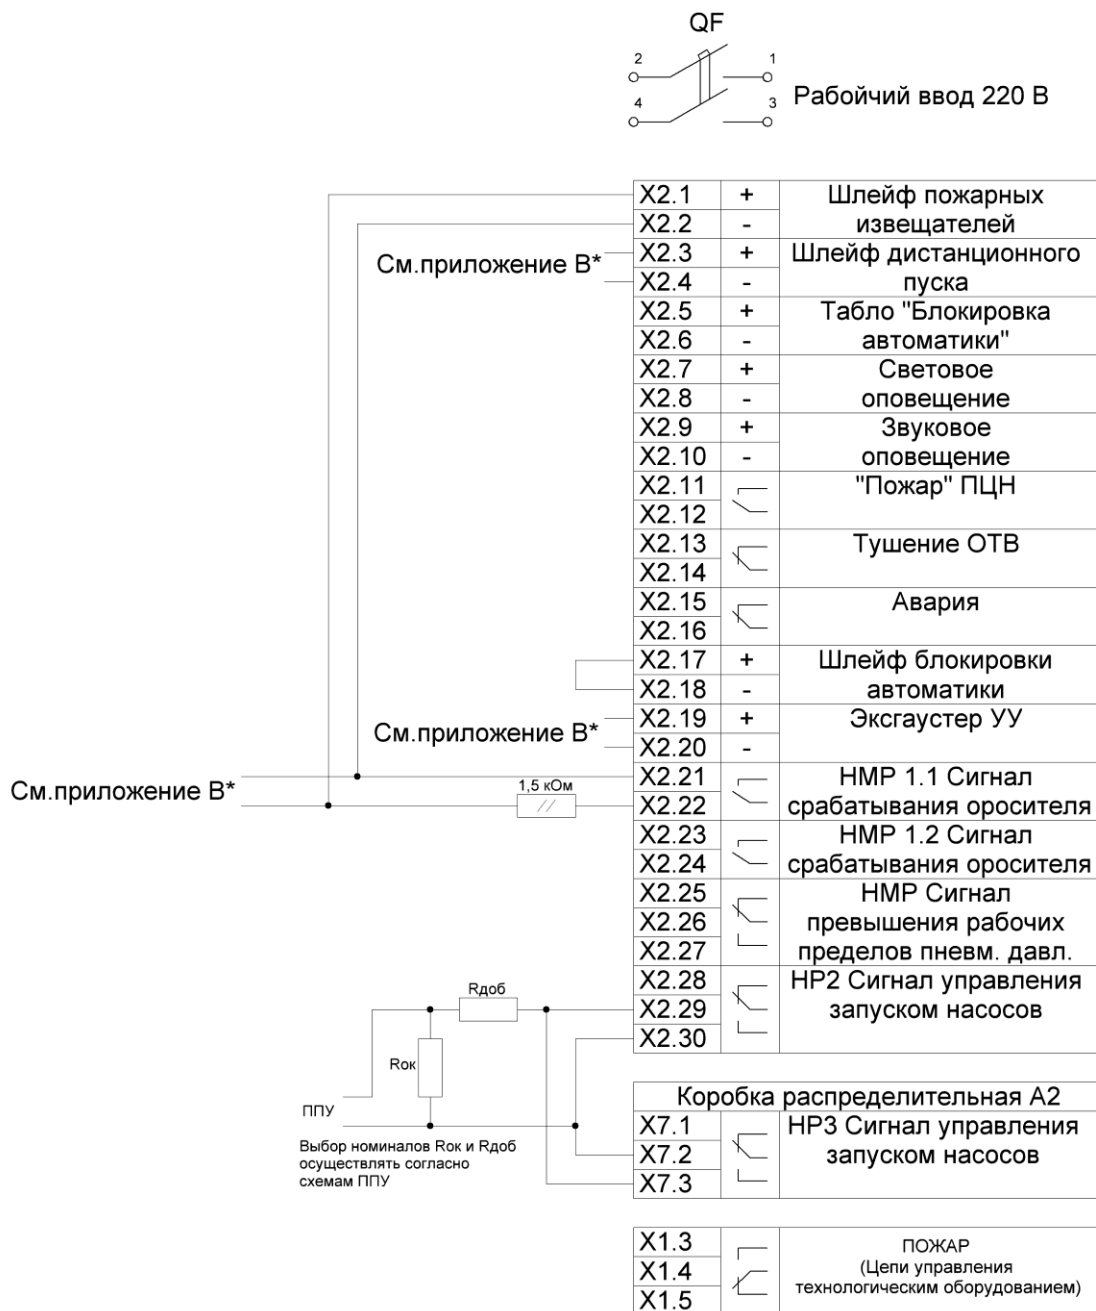 QF
2 1
4 3
Рабойчий ввод 220 В
X2.1 + Шлейф пожарных
X2.2 - извещателей
См.приложение В*
X2.3 + Шлейф дистанционного
X2.4 - пуска
X2.5 + Табло "Блокировка
X2.6 - автоматики"
X2.7 + Световое
X2.8 - оповещение
X2.9 + Звуковое
X2.10 - оповещение
X2.11 "Пожар" ПЦН
X2.12
X2.13 Тушение ОТВ
X2.14
X2.15 Авария
X2.16
X2.17 + Шлейф блокировки
X2.18 - автоматики
См.приложение В*
X2.19 + Эксгаустер УУ
X2.20 -
См.приложение В*
1,5 кОм
X2.21 НМР 1.1 Сигнал
X2.22 срабатывания оросителя
X2.23 НМР 1.2 Сигнал
X2.24 срабатывания оросителя
X2.25 НМР Сигнал
X2.26 превышения рабочих
X2.27 пределов пневм. давл.
X2.28 НР2 Сигнал управления
X2.29 запуском насосов
X2.30
Rдоб
Rок
ППУ
Выбор номиналов Rок и Rдоб
осуществлять согласно
схемам ППУ
Коробка распределительная А2
X7.1 НР3 Сигнал управления
X7.2 запуском насосов
X7.3
X1.3 ПОЖАР
X1.4 (Цепи управления
X1.5 технологическим оборудованием)